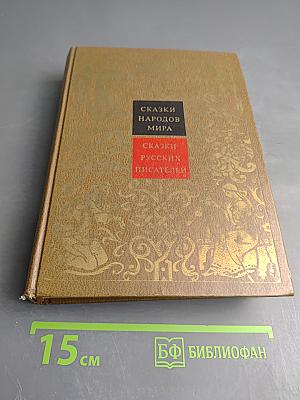 СКАЗКИ
НАРОДОВ
МИРА
СКАЗКИ
РУССКИХ
ПИСАТЕЛЕЙ
15 см
БФ БИБЛИОФАН